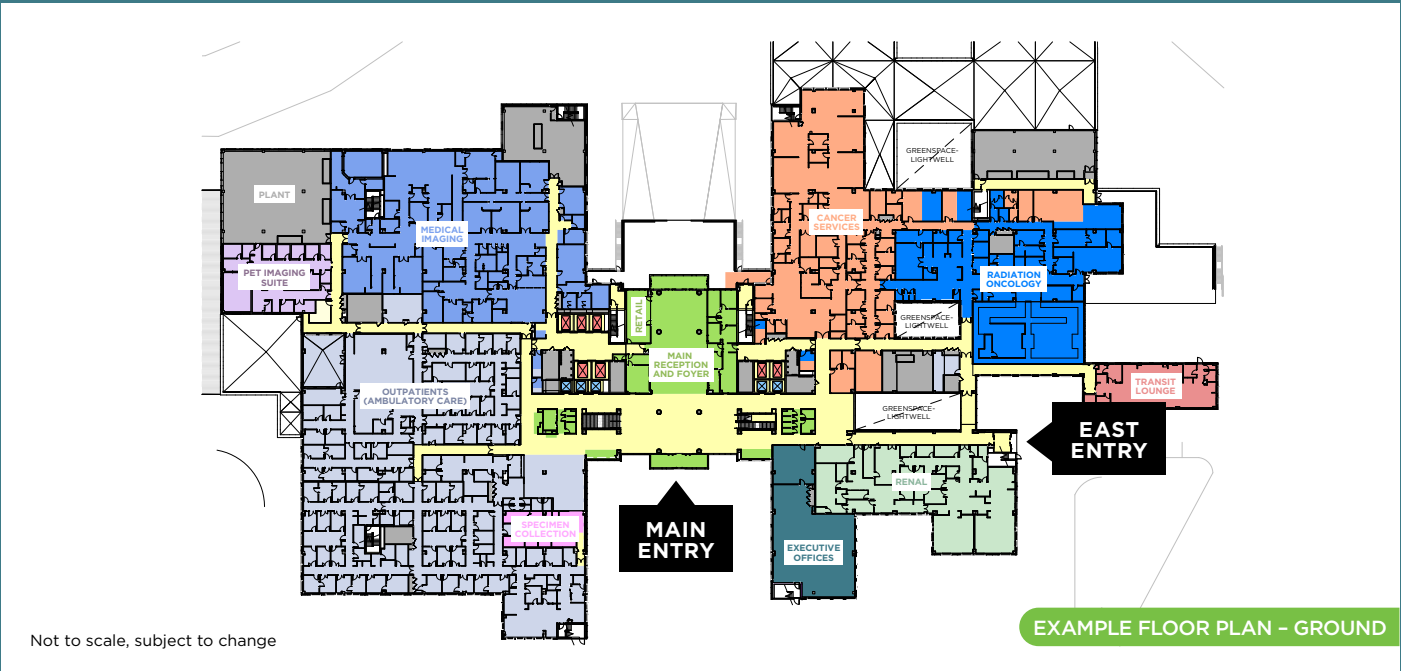 GREENSPACE-
LIGHTWELL
PLANT
CANCER
SERVICES
MEDICAL
IMAGING
PET IMAGING
SUITE
RADIATION
ONCOLOGY
RETAIL
GREENSPACE-
LIGHTWELL
MAIN
RECEPTION
AND FOYER
TRANSIT
LOUNGE
OUTPATIENTS
(AMBULATORY CARE)
GREENSPACE-
LIGHTWELL
EAST
ENTRY
RENAL
SPECIMEN
COLLECTION
MAIN
ENTRY
EXECUTIVE
OFFICES
EXAMPLE FLOOR PLAN – GROUND
Not to scale, subject to change